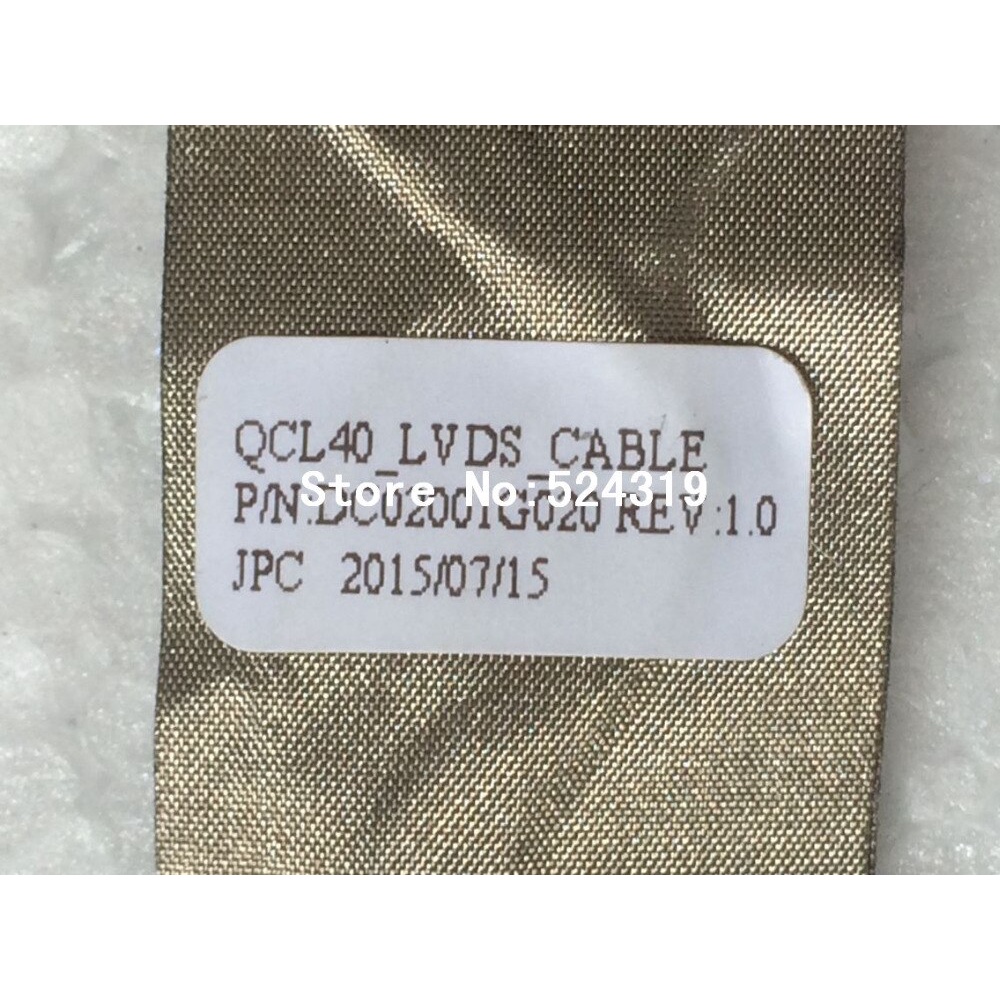 QCL40_LVDS_CABLE
Store No:524319
P/N:DC02001G020 REV:1.0
JPC 2015/07/15